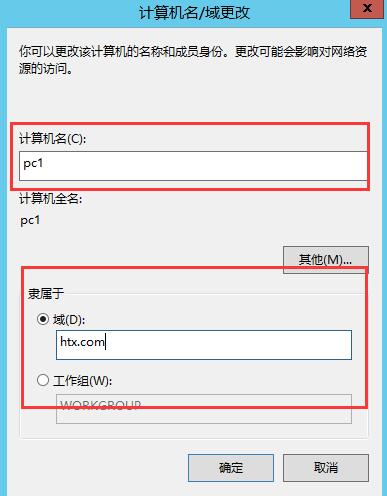 计算机名/域更改
x
你可以更改该计算机的名称和成员身份。更改可能会影响对网络资
源的访问。
计算机名(C):
pc1
计算机全名:
pc1
其他(M)...
隶属于
域(D):
htx.com
工作组(W):
WORKGROUP
确定
取消